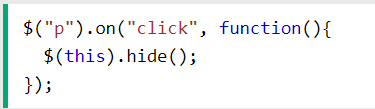 $("p").on("click", function(){
  $(this).hide();
});